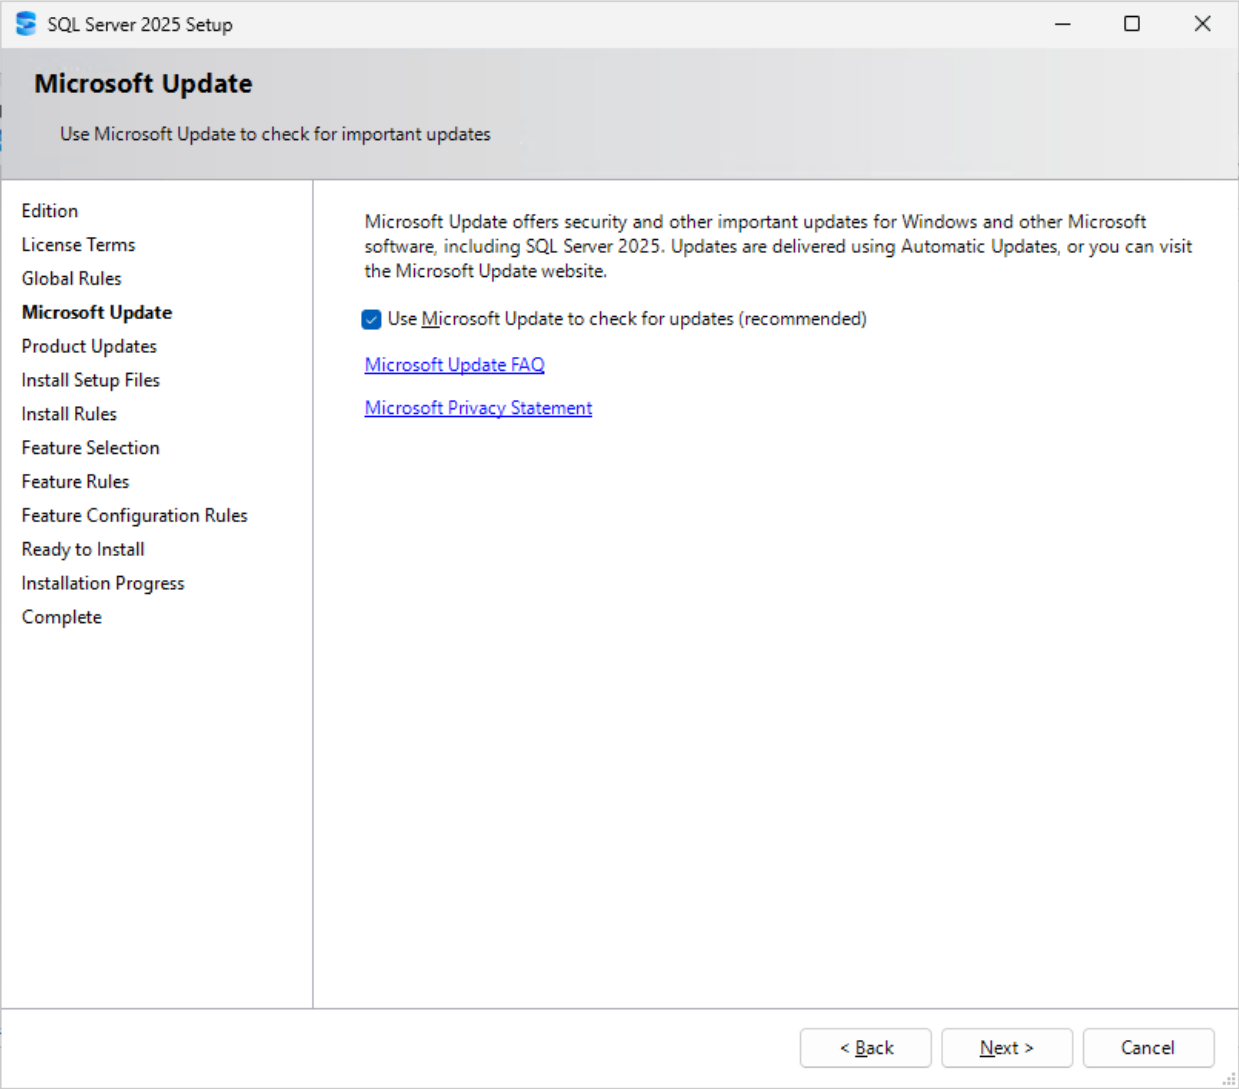 SQL Server 2025 Setup
Microsoft Update
Use Microsoft Update to check for important updates
Edition
License Terms
Global Rules
Microsoft Update
Product Updates
Install Setup Files
Install Rules
Feature Selection
Feature Rules
Feature Configuration Rules
Ready to Install
Installation Progress
Complete
Microsoft Update offers security and other important updates for Windows and other Microsoft
software, including SQL Server 2025. Updates are delivered using Automatic Updates, or you can visit
the Microsoft Update website.
Use Microsoft Update to check for updates (recommended)
Microsoft Update FAQ
Microsoft Privacy Statement
< Back
Next >
Cancel